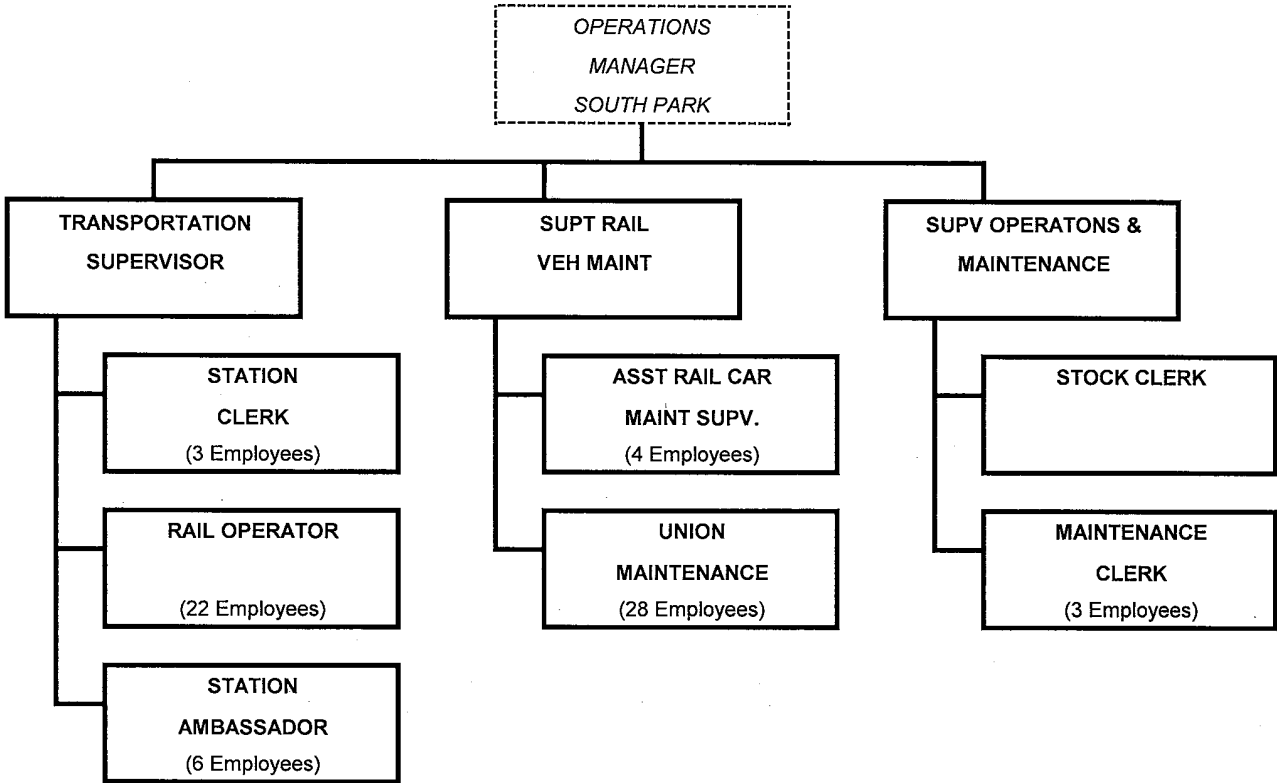 OPERATIONS
MANAGER
SOUTH PARK
TRANSPORTATION
SUPERVISOR
SUPT RAIL
VEH MAINT
SUPV OPERATONS &
MAINTENANCE
STATION
CLERK
(3 Employees)
ASST RAIL CAR
MAINT SUPV.
(4 Employees)
STOCK CLERK
RAIL OPERATOR
(22 Employees)
UNION
MAINTENANCE
(28 Employees)
MAINTENANCE
CLERK
(3 Employees)
STATION
AMBASSADOR
(6 Employees)